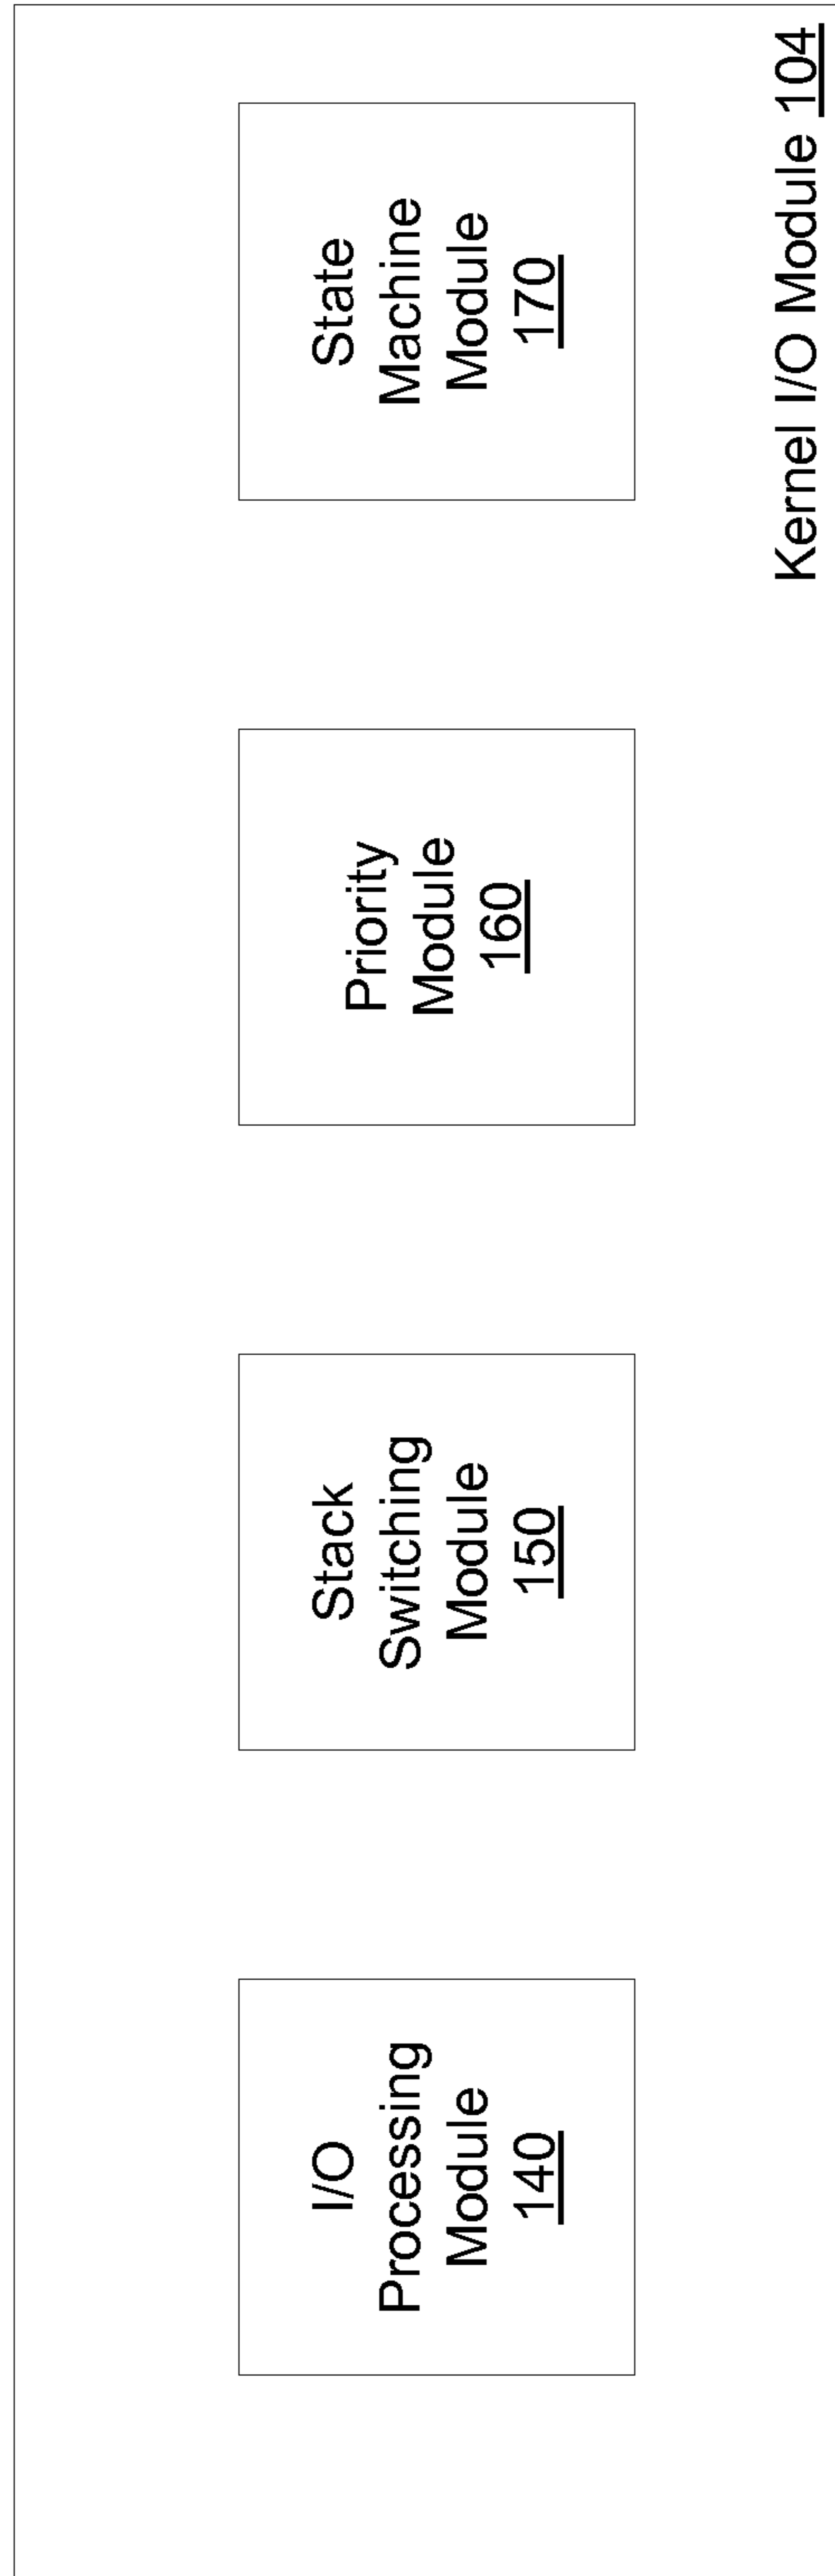 I/O
Processing
Module
140
Stack
Switching
Module
150
Priority
Module
160
State
Machine
Module
170
Kernel I/O Module 104